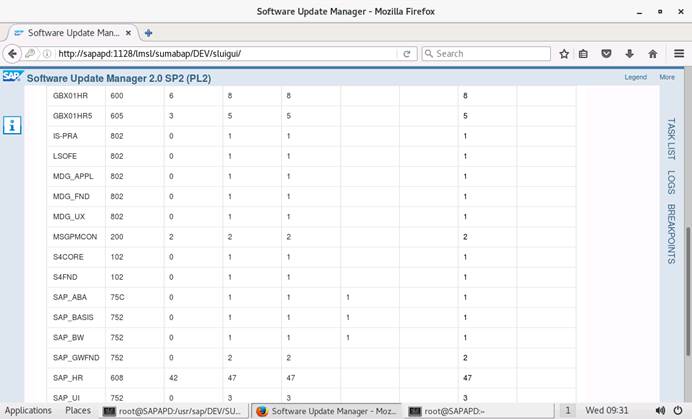 Software Update Manager - Mozilla Firefox
Software Update Man...
http://sapapd:1128/lmsl/sumabap/DEV/sluigui/
Search
SAP Software Update Manager 2.0 SP2 (PL2)
Legend More
GBX01HR 600 6 8 8 8
GBX01HR5 605 3 5 5 5
IS-PRA 802 0 1 1 1
LSOFE 802 0 1 1 1
MDG_APPL 802 0 1 1 1
MDG_FND 802 0 1 1 1
MDG_UX 802 0 1 1 1
MSGPMCON 200 2 2 2 2
S4CORE 102 0 1 1 1
S4FND 102 0 1 1 1
SAP_ABA 75C 0 1 1 1 1
SAP_BASIS 752 0 1 1 1 1
SAP_BW 752 0 1 1 1 1
SAP_GWFND 752 0 2 2 2
SAP_HR 608 42 47 47 47
SAP_UI 752 0 3 3 3
TASK LIST
LOGS
BREAKPOINTS
Applications Places root@SAPAPD:/usr/sap/DEV/SU... Software Update Manager - Moz... root@SAPAPD:~ 1 Wed 09:31